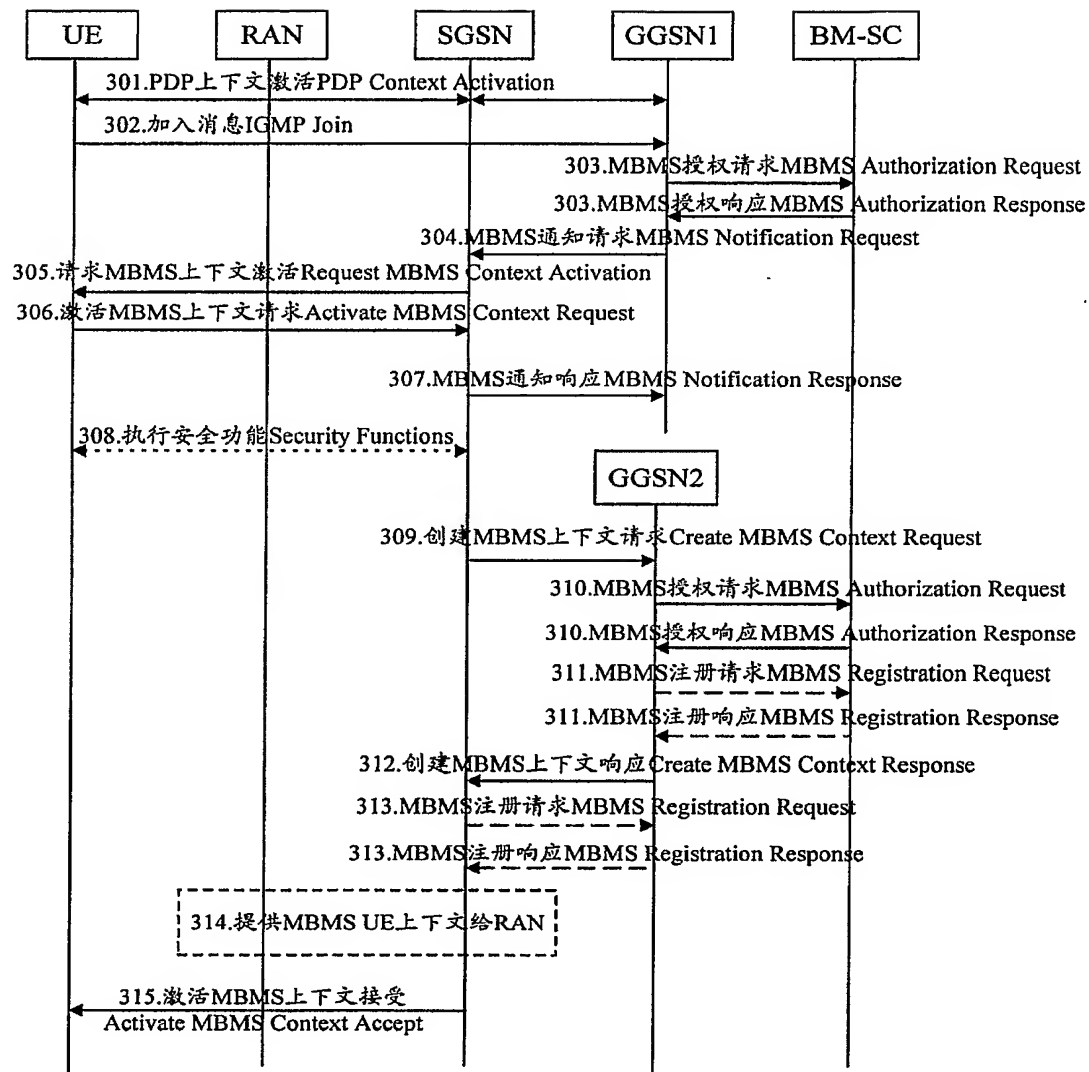 UE
RAN
SGSN
GGSN1
BM-SC
301.PDP上下文激活PDP Context Activation
302.加入消息IGMP Join
303.MBMS授权请求MBMS Authorization Request
303.MBMS授权响应MBMS Authorization Response
304.MBMS通知请求MBMS Notification Request
305.请求MBMS上下文激活Request MBMS Context Activation
306.激活MBMS上下文请求Activate MBMS Context Request
307.MBMS通知响应MBMS Notification Response
308.执行安全功能Security Functions
GGSN2
309.创建MBMS上下文请求Create MBMS Context Request
310.MBMS授权请求MBMS Authorization Request
310.MBMS授权响应MBMS Authorization Response
311.MBMS注册请求MBMS Registration Request
311.MBMS注册响应MBMS Registration Response
312.创建MBMS上下文响应Create MBMS Context Response
313.MBMS注册请求MBMS Registration Request
313.MBMS注册响应MBMS Registration Response
314.提供MBMS UE上下文给RAN
315.激活MBMS上下文接受
Activate MBMS Context Accept